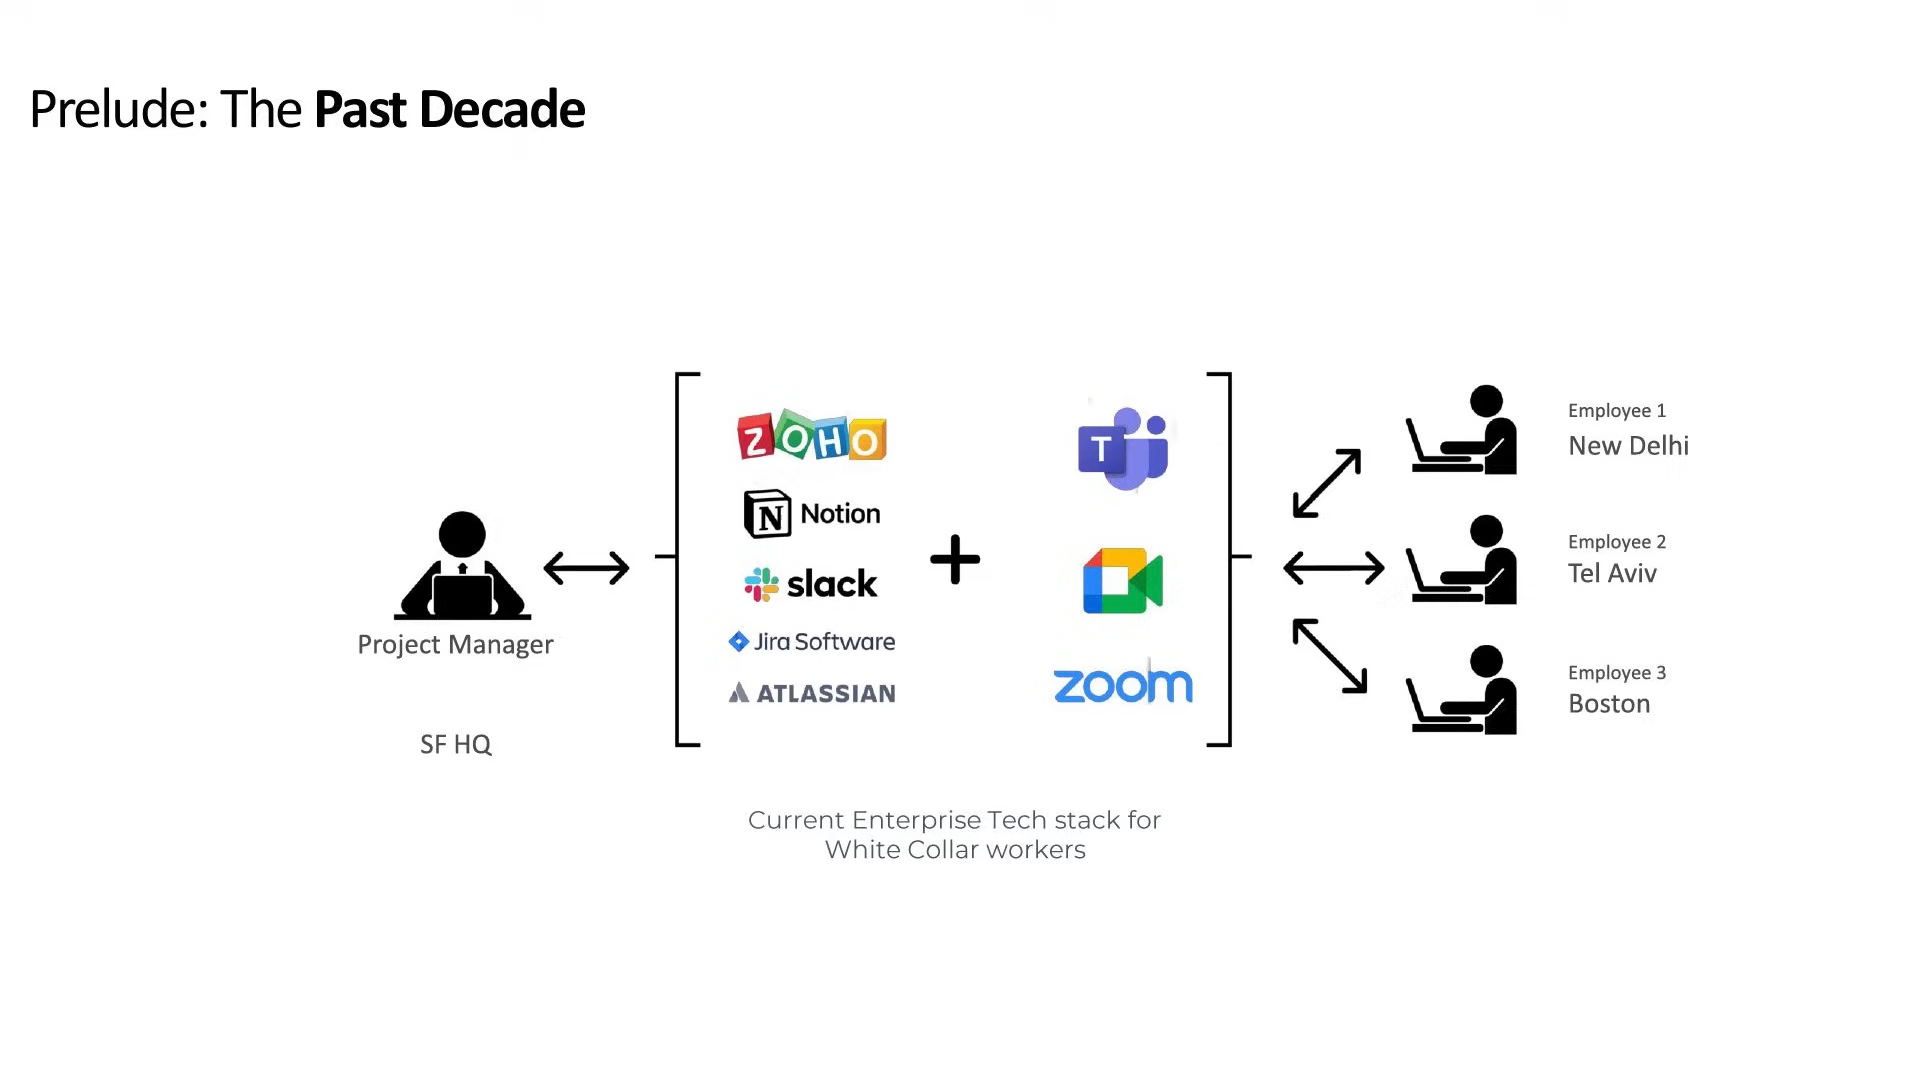 Prelude: The Past Decade
ZOHO
Notion
slack
Jira Software
ATLASSIAN
T
zoom
Project Manager
SF HQ
Employee 1
New Delhi
Employee 2
Tel Aviv
Employee 3
Boston
Current Enterprise Tech stack for
White Collar workers